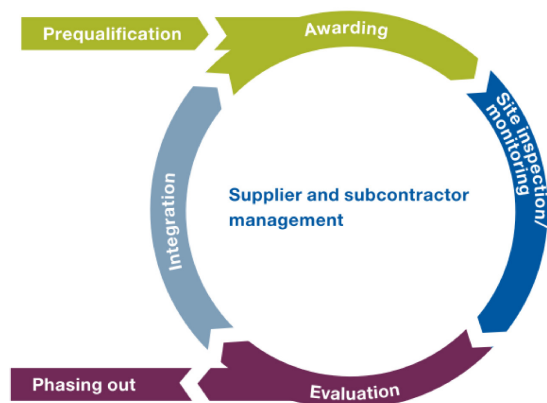 Prequalification
Awarding
Site inspection/
monitoring
Supplier and subcontractor
management
Integration
Phasing out
Evaluation